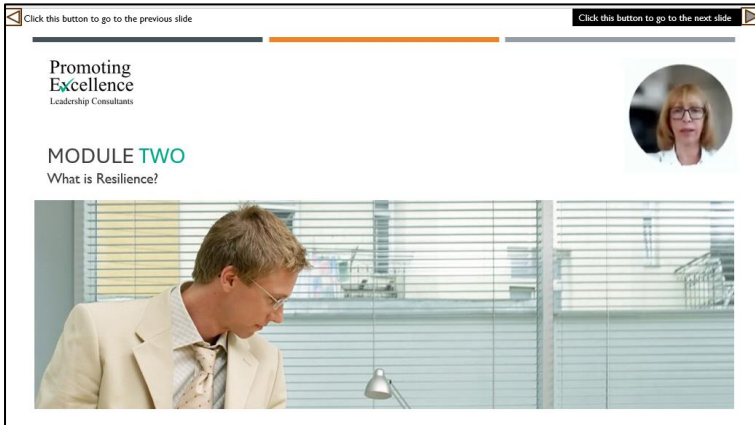 Click this button to go to the previous slide
Click this button to go to the next slide
Promoting
Excellence
Leadership Consultants
MODULE TWO
What is Resilience?